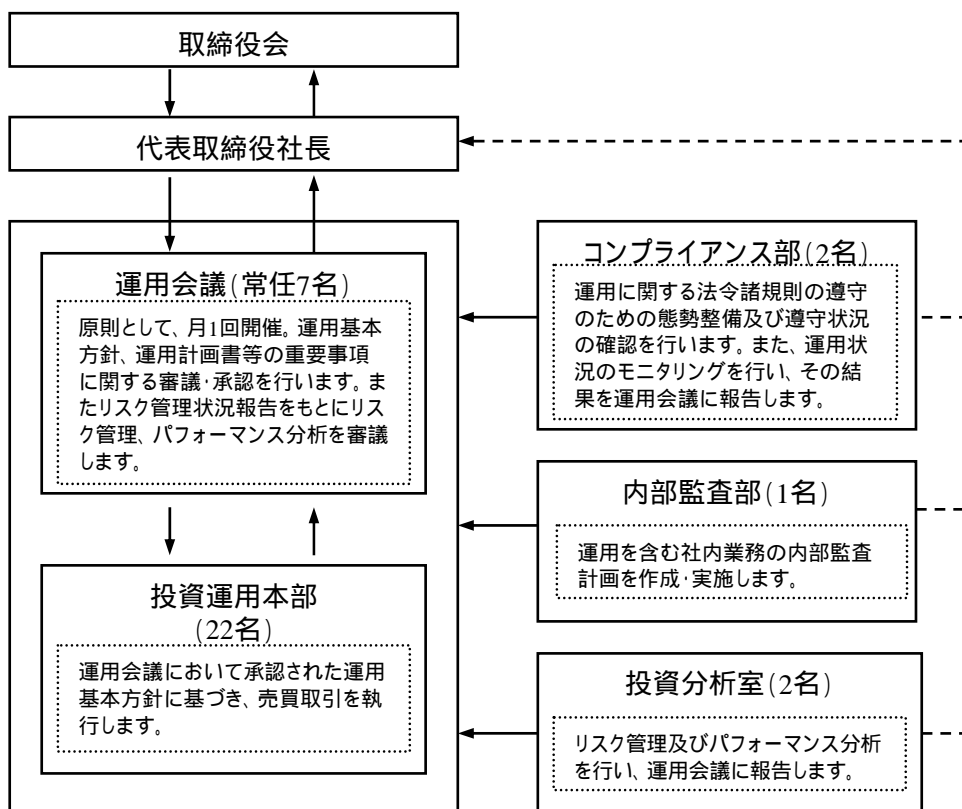 取締役会
代表取締役社長
運用会議(常任7名)
原則として、月1回開催。運用基本
方針、運用計画書等の重要事項
に関する審議・承認を行います。ま
たリスク管理状況報告をもとにリス
ク管理、パフォーマンス分析を審議
します。
投資運用本部
(22名)
運用会議において承認された運用
基本方針に基づき、売買取引を執
行します。
コンプライアンス部(2名)
運用に関する法令諸規則の遵守
のための態勢整備及び遵守状況
の確認を行います。また、運用状
況のモニタリングを行い、その結
果を運用会議に報告します。
内部監査部(1名)
運用を含む社内業務の内部監査
計画を作成・実施します。
投資分析室(2名)
リスク管理及びパフォーマンス分析
を行い、運用会議に報告します。